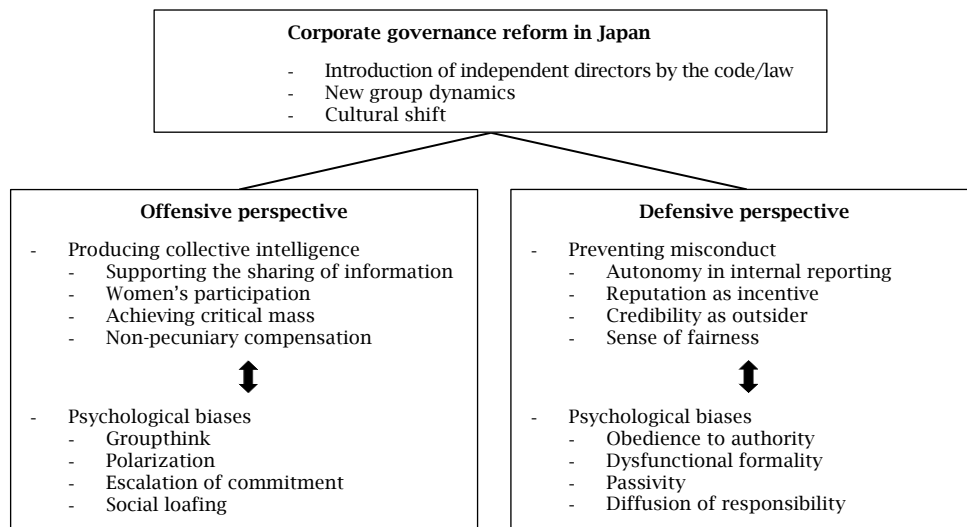 Corporate governance reform in Japan
- Introduction of independent directors by the code/law
- New group dynamics
- Cultural shift
Offensive perspective
- Producing collective intelligence
- Supporting the sharing of information
- Women's participation
- Achieving critical mass
- Non-pecuniary compensation
- Psychological biases
- Groupthink
- Polarization
- Escalation of commitment
- Social loafing
Defensive perspective
- Preventing misconduct
- Autonomy in internal reporting
- Reputation as incentive
- Credibility as outsider
- Sense of fairness
- Psychological biases
- Obedience to authority
- Dysfunctional formality
- Passivity
- Diffusion of responsibility